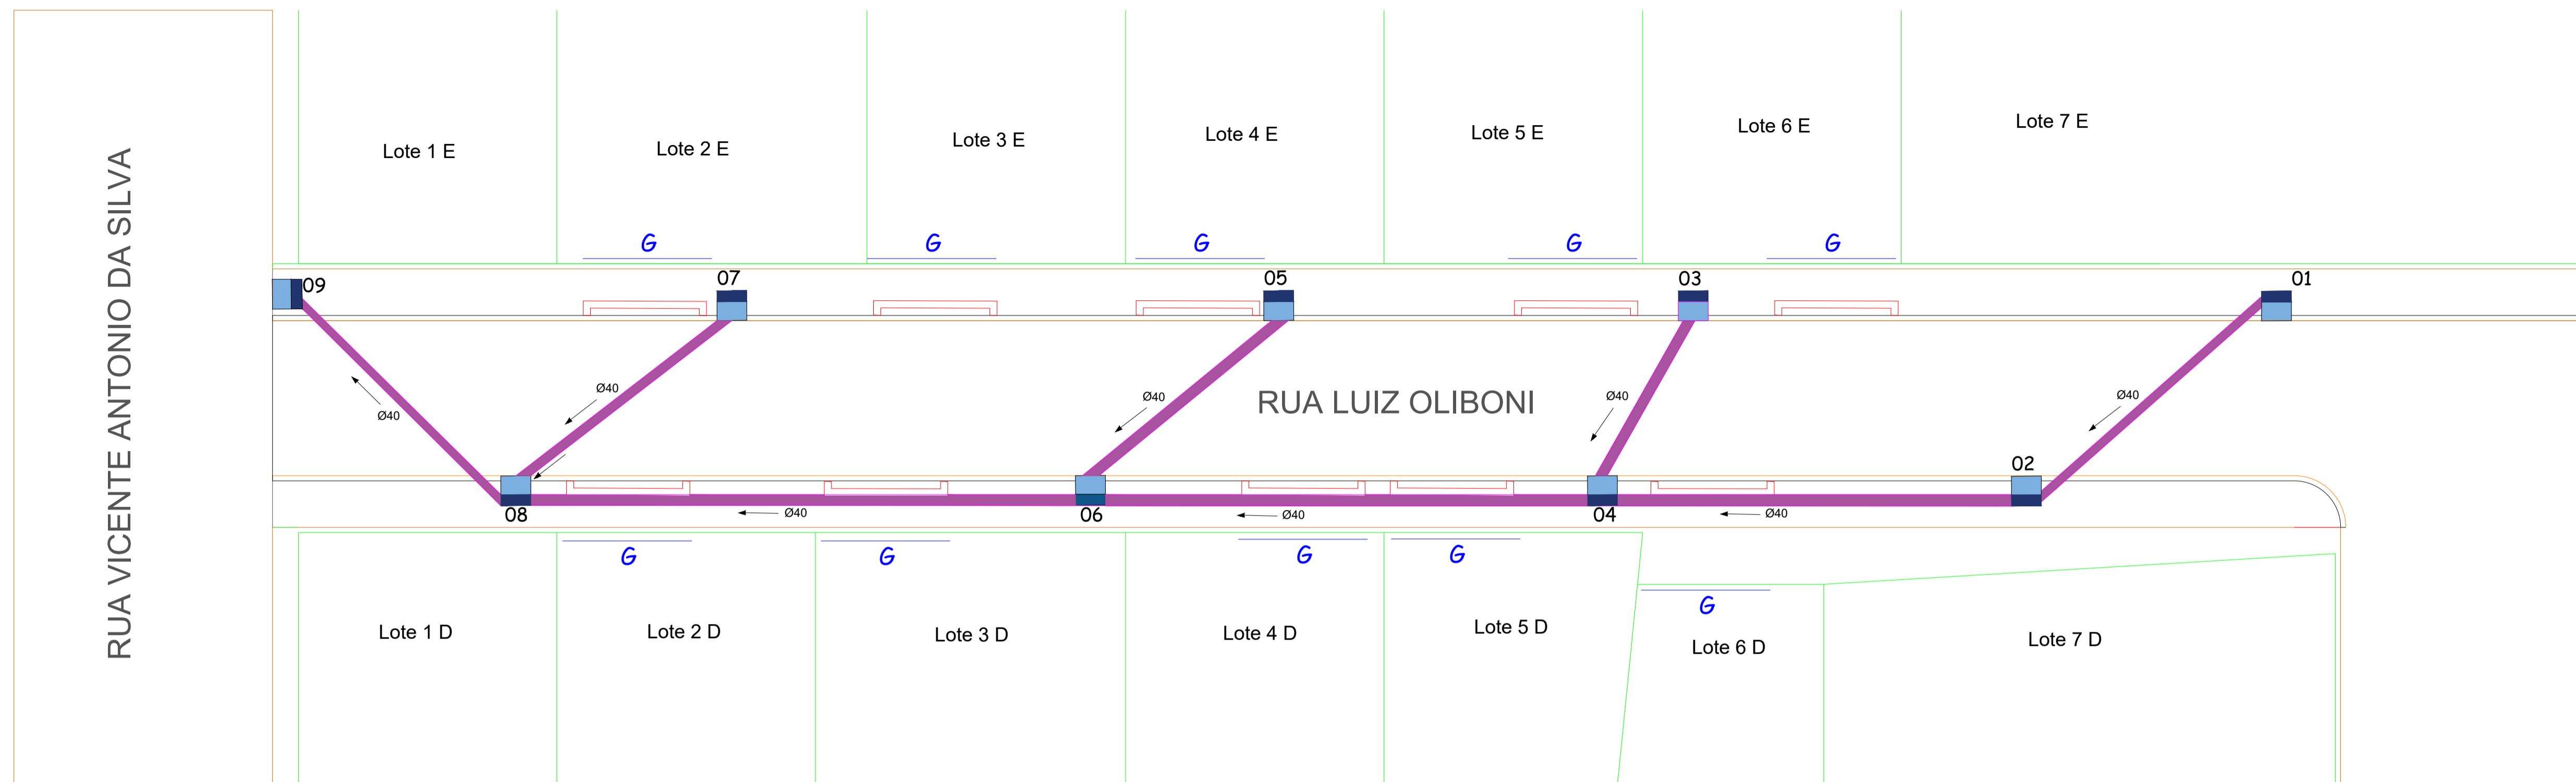 RUA VICENTE ANTONIO DA SILVA
Lote 1 E
Lote 2 E
Lote 3 E
Lote 4 E
Lote 5 E
Lote 6 E
Lote 7 E
G
G
G
G
G
09
07
05
03
01
Ø40
Ø40
Ø40
Ø40
Ø40
RUA LUIZ OLIBONI
02
08
Ø40
06
Ø40
04
Ø40
G
G
G
G
G
Lote 1 D
Lote 2 D
Lote 3 D
Lote 4 D
Lote 5 D
Lote 6 D
Lote 7 D